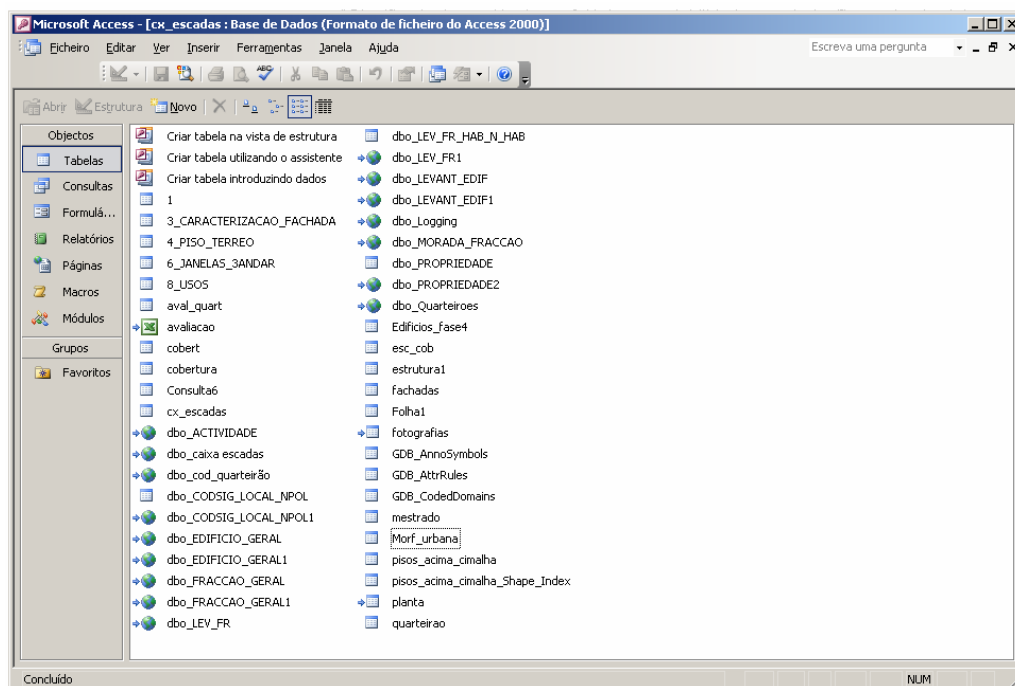 Microsoft Access - [cx_escadas : Base de Dados (Formato de ficheiro do Access 2000)]
Ficheiro Editar Ver Inserir Ferramentas Janela Ajuda Escreva uma pergunta
Abrir Estrutura Novo
Objectos
Tabelas
Consultas
Formulá...
Relatórios
Páginas
Macros
Módulos
Grupos
Favoritos
Criar tabela na vista de estrutura
Criar tabela utilizando o assistente
Criar tabela introduzindo dados
1
3_CARACTERIZACAO_FACHADA
4_PISO_TERREO
6_JANELAS_3ANDAR
8_USOS
aval_quart
avaliacao
cobert
cobertura
Consulta6
cx_escadas
dbo_ACTIVIDADE
dbo_caixa escadas
dbo_cod_quarteirão
dbo_CODSIG_LOCAL_NPOL
dbo_CODSIG_LOCAL_NPOL1
dbo_EDIFICIO_GERAL
dbo_EDIFICIO_GERAL1
dbo_FRACCAO_GERAL
dbo_FRACCAO_GERAL1
dbo_LEV_FR
dbo_LEV_FR_HAB_N_HAB
dbo_LEV_FR1
dbo_LEVANT_EDIF
dbo_LEVANT_EDIF1
dbo_Logging
dbo_MORADA_FRACCAO
dbo_PROPRIEDADE
dbo_PROPRIEDADE2
dbo_Quarteiroes
Edificios_fase4
esc_cob
estrutura1
fachadas
Folha1
fotografias
GDB_AnnoSymbols
GDB_AttrRules
GDB_CodedDomains
mestrado
Morf_urbana
pisos_acima_cimalha
pisos_acima_cimalha_Shape_Index
planta
quarteirao
Concluído NUM